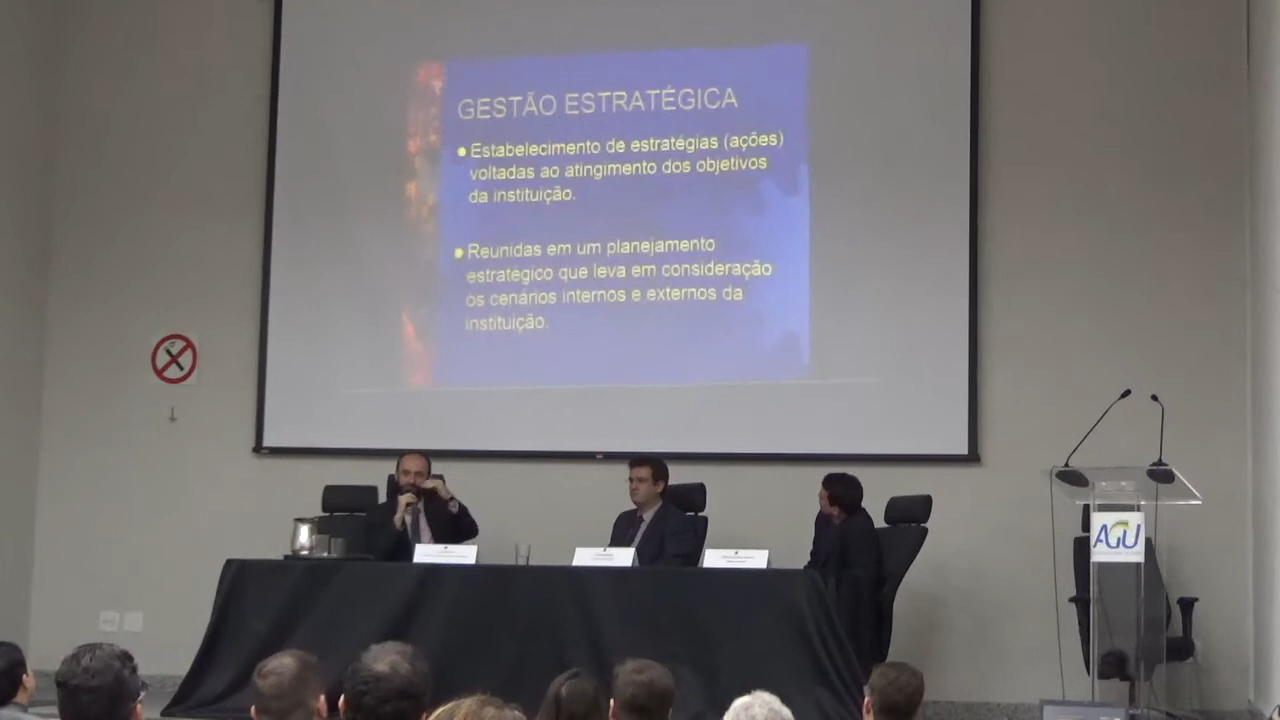 GESTÃO ESTRATÉGICA
Estabelecimento de estratégias (ações)
voltadas ao atingimento dos objetivos
da instituição.
Reunidas em um planejamento
estratégico que leva em consideração
os cenários internos e externos da
instituição.
AGU